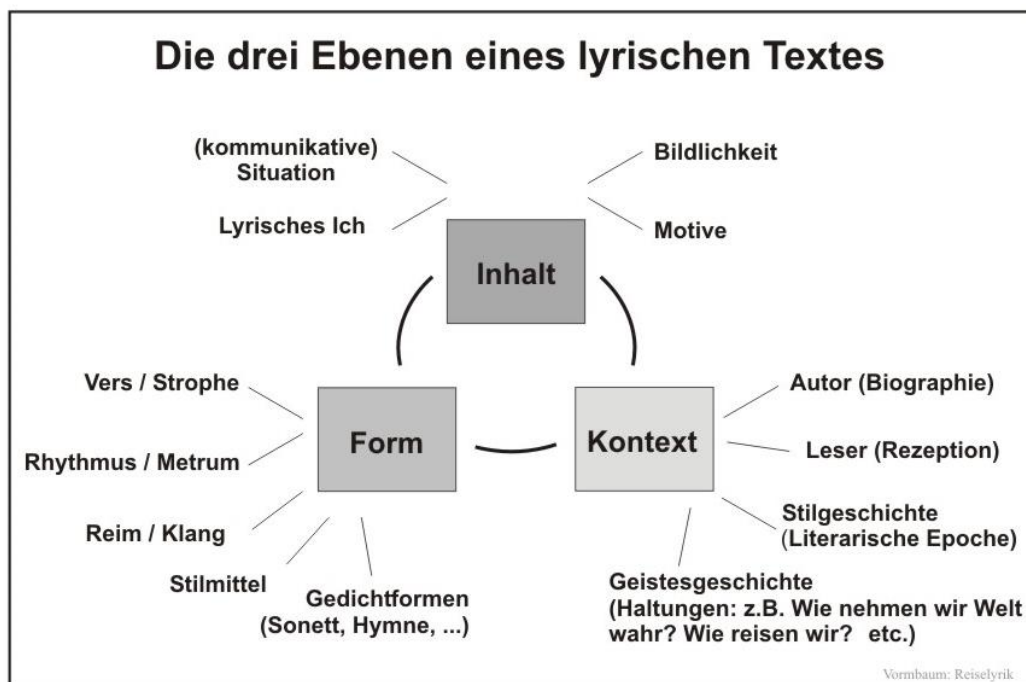 Die drei Ebenen eines lyrischen Textes
(kommunikative)
Situation
Lyrisches Ich
Bildlichkeit
Motive
Inhalt
Vers / Strophe
Rhythmus / Metrum
Reim / Klang
Stilmittel
Gedichtformen
(Sonett, Hymne, ...)
Form
Kontext
Autor (Biographie)
Leser (Rezeption)
Stilgeschichte
(Literarische Epoche)
Geistesgeschichte
(Haltungen: z.B. Wie nehmen wir Welt
wahr? Wie reisen wir? etc.)
Vormbaum: Reiselyrik